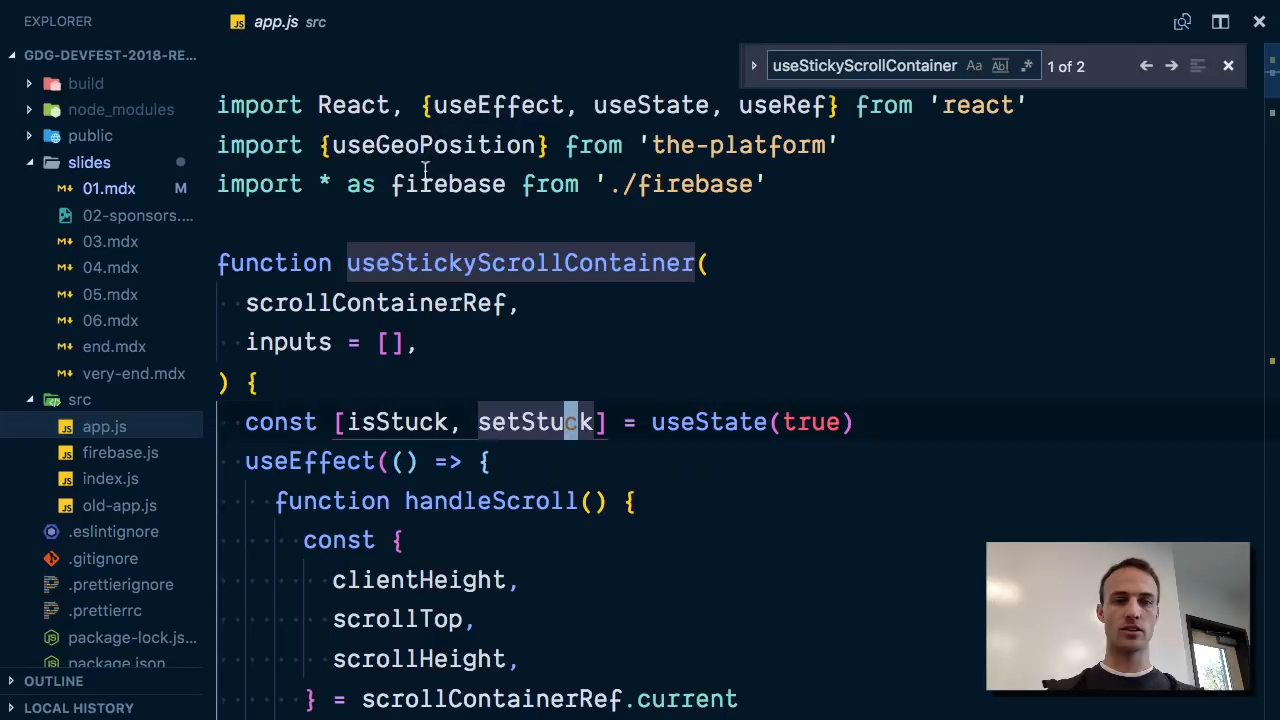 EXPLORER
app.js src
GDG-DEVFEST-2018-RE...
build
node_modules
public
slides
01.mdx M
02-sponsors....
03.mdx
04.mdx
05.mdx
06.mdx
end.mdx
very-end.mdx
src
app.js
firebase.js
index.js
old-app.js
.eslintignore
.gitignore
.prettierignore
.prettierrc
package-lock.js...
package.json
OUTLINE
LOCAL HISTORY
useStickyScrollContainer Aa Abl .* 1 of 2
import React, {useEffect, useState, useRef} from 'react'
import {useGeoPosition} from 'the-platform'
import * as firebase from './firebase'
function useStickyScrollContainer(
scrollContainerRef,
inputs = [],
) {
const [isStuck, setStuck] = useState(true)
useEffect(() => {
function handleScroll() {
const {
clientHeight,
scrollTop,
scrollHeight,
} = scrollContainerRef.current